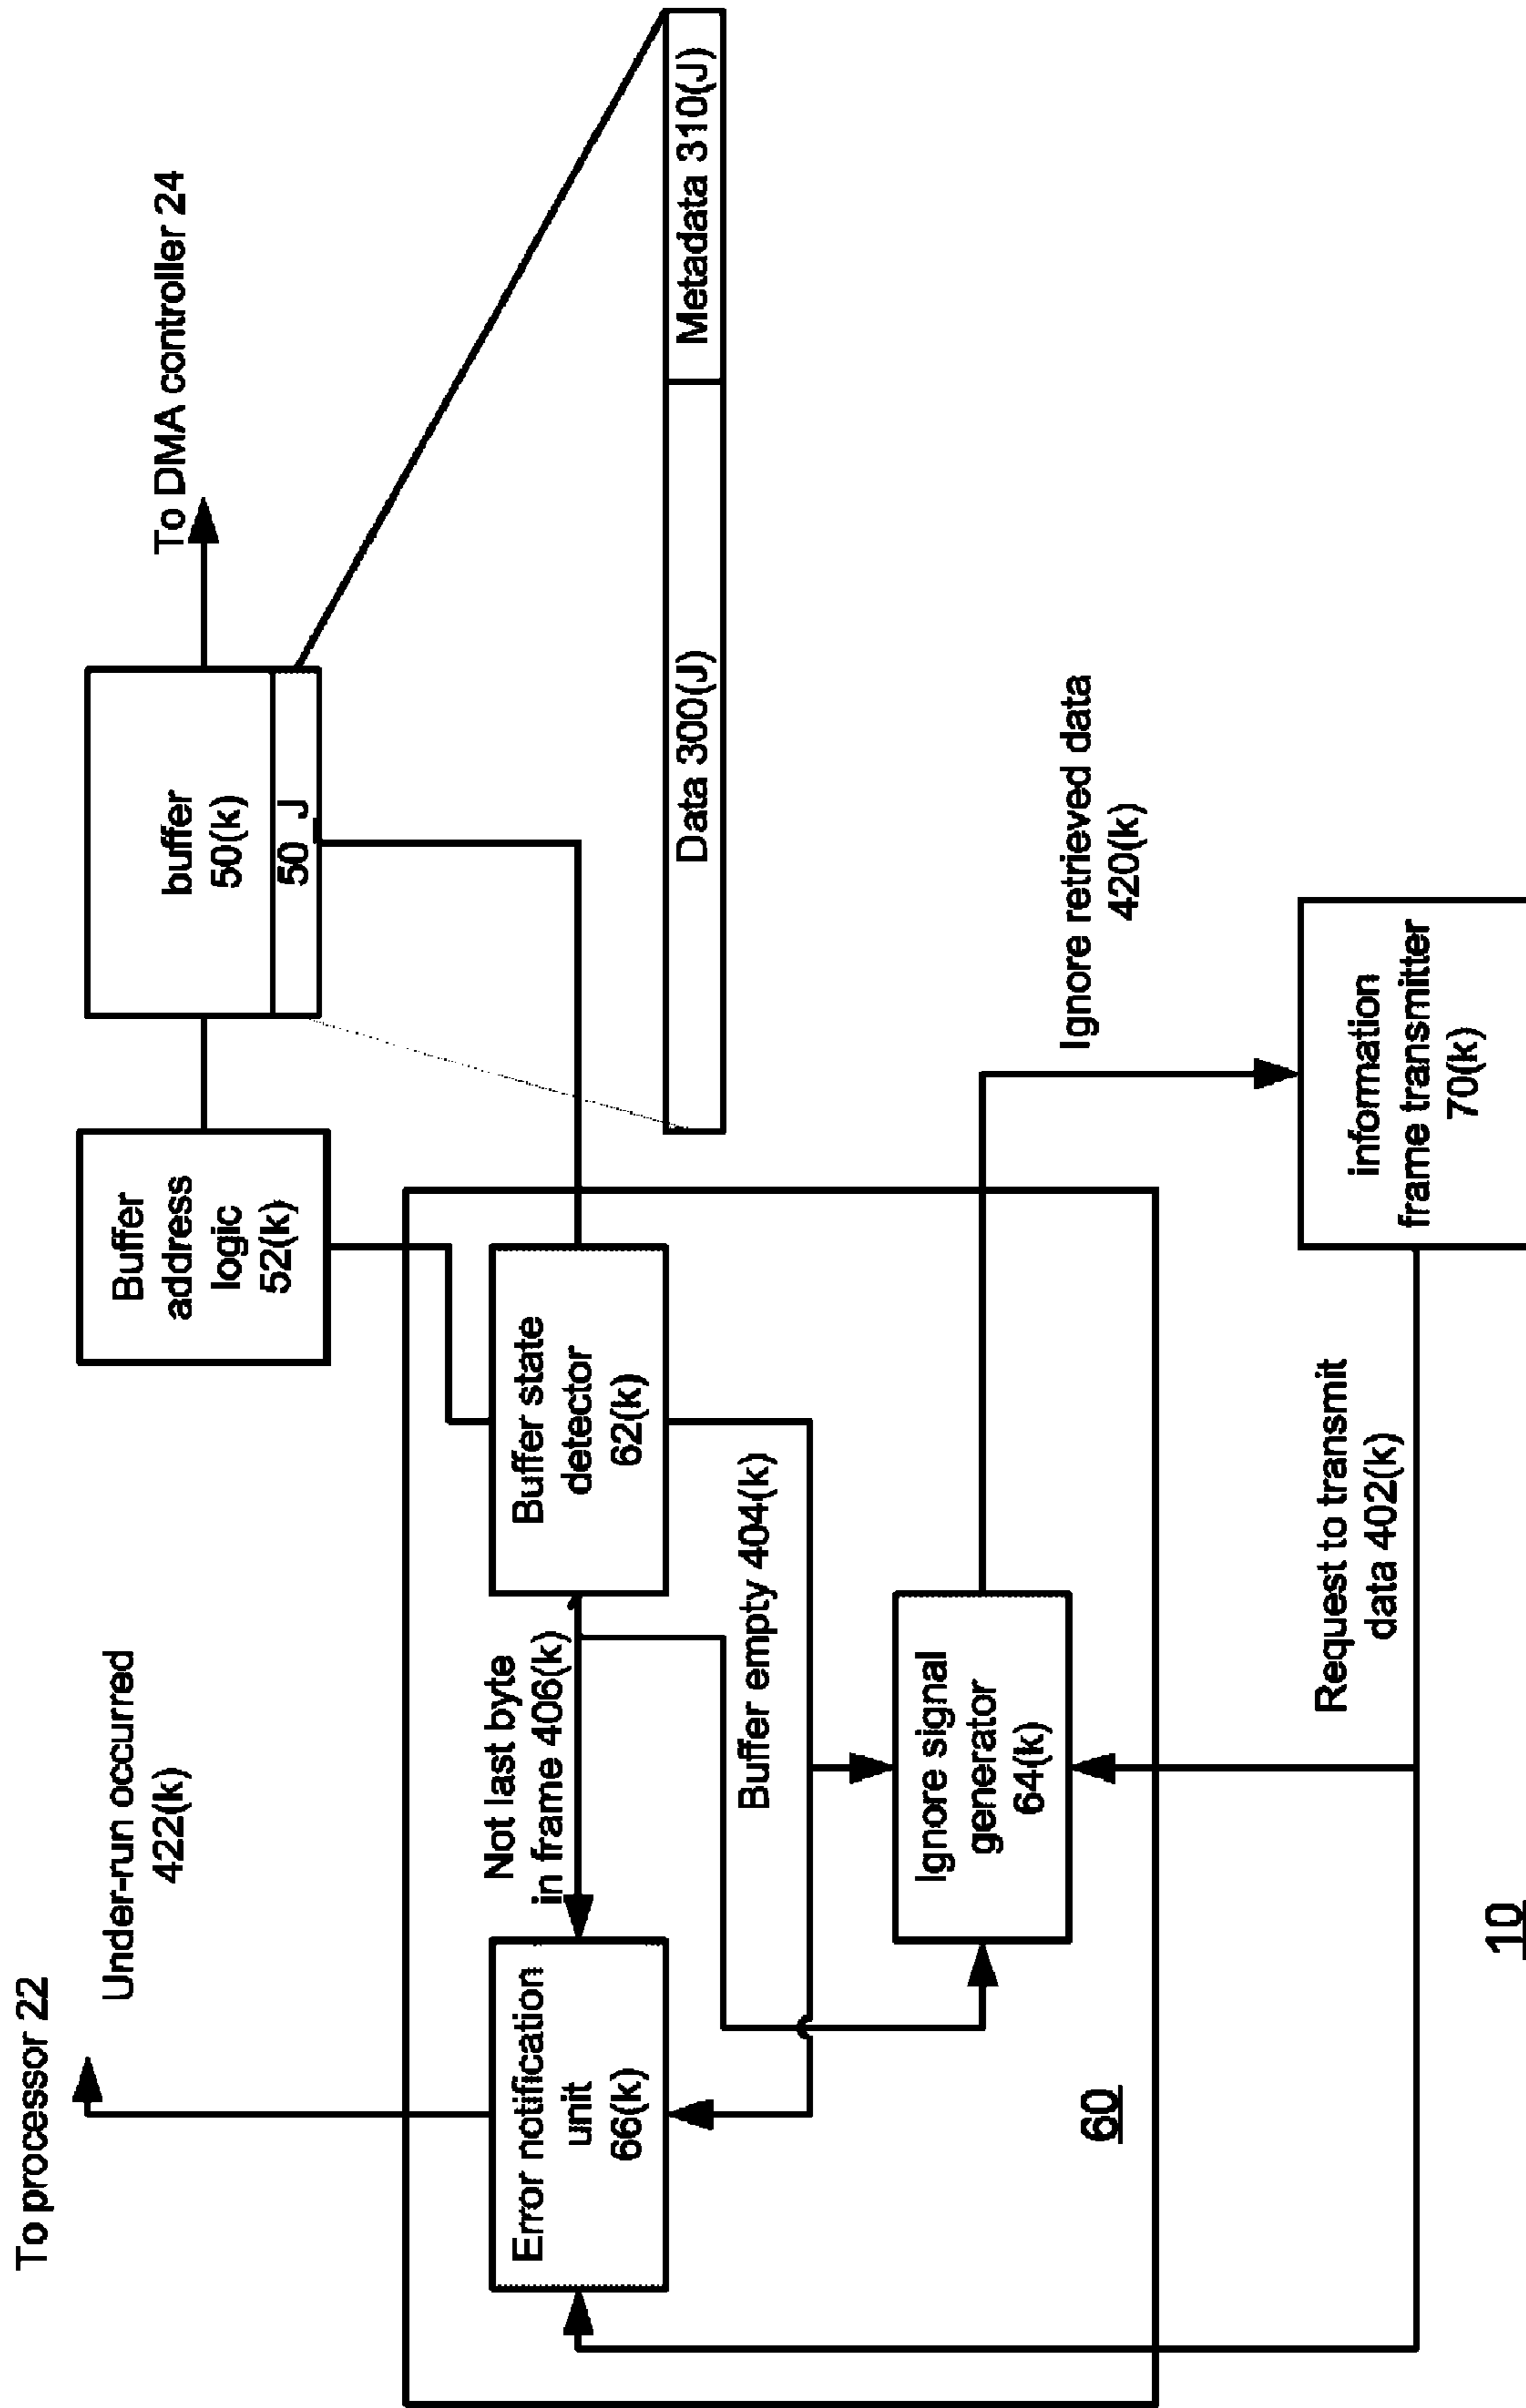 To processor 22
Under-run occurred
422(k)
To DMA controller 24
Buffer
address
logic
52(k)
buffer
50(k)
50_J
Error notification
unit
66(k)
Not last byte
in frame 406(k)
Buffer state
detector
62(k)
Data 300(J)
Metadata 310(J)
Buffer empty 404(k)
Ignore signal
generator
64(k)
60
Ignore retrieved data
420(k)
Request to transmit
data 402(k)
information
frame transmitter
70(k)
10